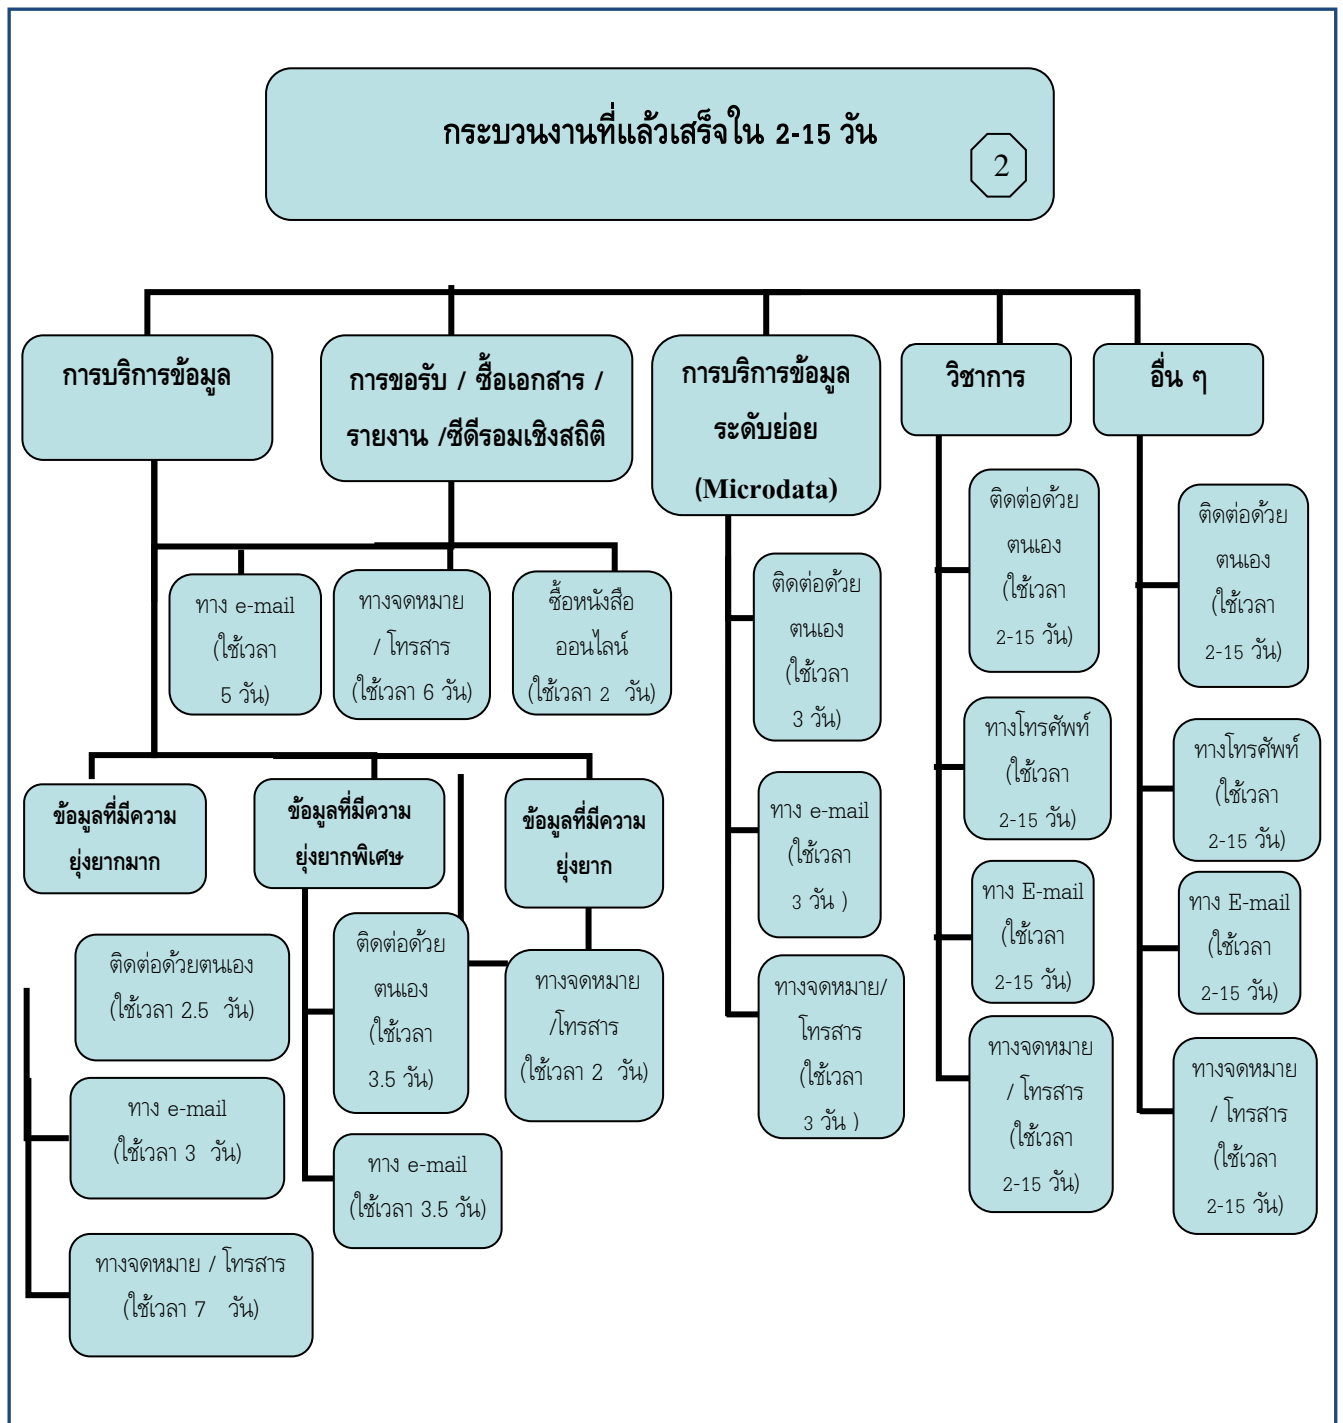 กระบวนงานที่แล้วเสร็จใน 2-15 วัน
2
การบริการข้อมูล
การขอรับ / ซื้อเอกสาร /
รายงาน /ซีดีรอมเชิงสถิติ
การบริการข้อมูล
ระดับย่อย
(Microdata)
วิชาการ
อื่น ๆ
ทาง e-mail
(ใช้เวลา
5 วัน)
ทางจดหมาย
/ โทรสาร
(ใช้เวลา 6 วัน)
ซื้อหนังสือ
ออนไลน์
(ใช้เวลา 2 วัน)
ข้อมูลที่มีความ
ยุ่งยากมาก
ข้อมูลที่มีความ
ยุ่งยากพิเศษ
ข้อมูลที่มีความ
ยุ่งยาก
ติดต่อด้วยตนเอง
(ใช้เวลา 2.5 วัน)
ทาง e-mail
(ใช้เวลา 3 วัน)
ทางจดหมาย / โทรสาร
(ใช้เวลา 7 วัน)
ติดต่อด้วย
ตนเอง
(ใช้เวลา
3.5 วัน)
ทาง e-mail
(ใช้เวลา 3.5 วัน)
ทางจดหมาย
/โทรสาร
(ใช้เวลา 2 วัน)
ติดต่อด้วย
ตนเอง
(ใช้เวลา
3 วัน)
ทาง e-mail
(ใช้เวลา
3 วัน )
ทางจดหมาย/
โทรสาร
(ใช้เวลา
3 วัน )
ติดต่อด้วย
ตนเอง
(ใช้เวลา
2-15 วัน)
ทางโทรศัพท์
(ใช้เวลา
2-15 วัน)
ทาง E-mail
(ใช้เวลา
2-15 วัน)
ทางจดหมาย
/ โทรสาร
(ใช้เวลา
2-15 วัน)
ติดต่อด้วย
ตนเอง
(ใช้เวลา
2-15 วัน)
ทางโทรศัพท์
(ใช้เวลา
2-15 วัน)
ทาง E-mail
(ใช้เวลา
2-15 วัน)
ทางจดหมาย
/ โทรสาร
(ใช้เวลา
2-15 วัน)